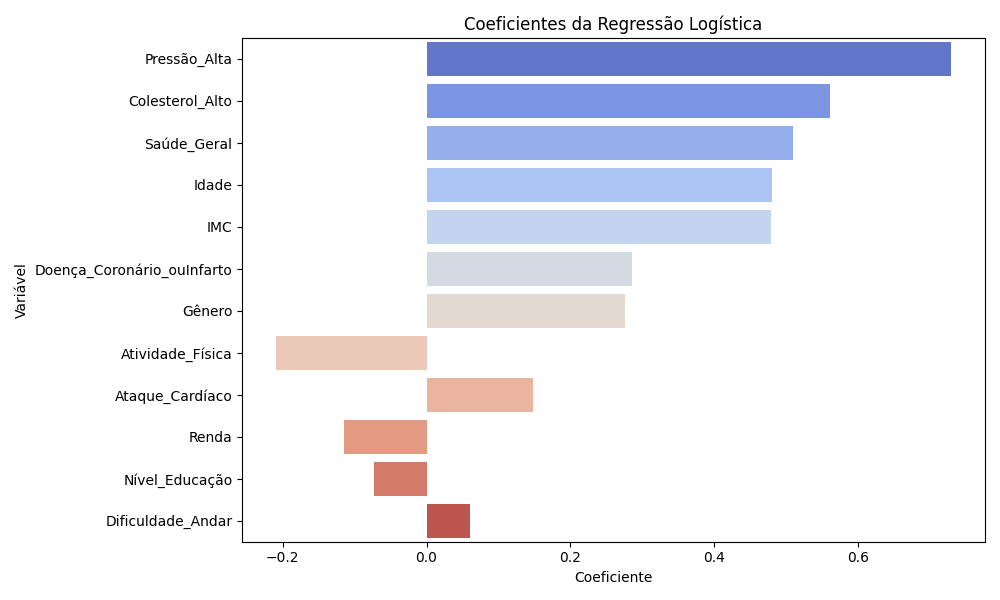 Coeficientes da Regressão Logística
Pressão_Alta
Colesterol_Alto
Saúde_Geral
Idade
IMC
Doença_Coronário_ouInfarto
Gênero
Atividade_Física
Ataque_Cardíaco
Renda
Nível_Educação
Dificuldade_Andar
Variável
−0.2
0.0
0.2
0.4
0.6
Coeficiente